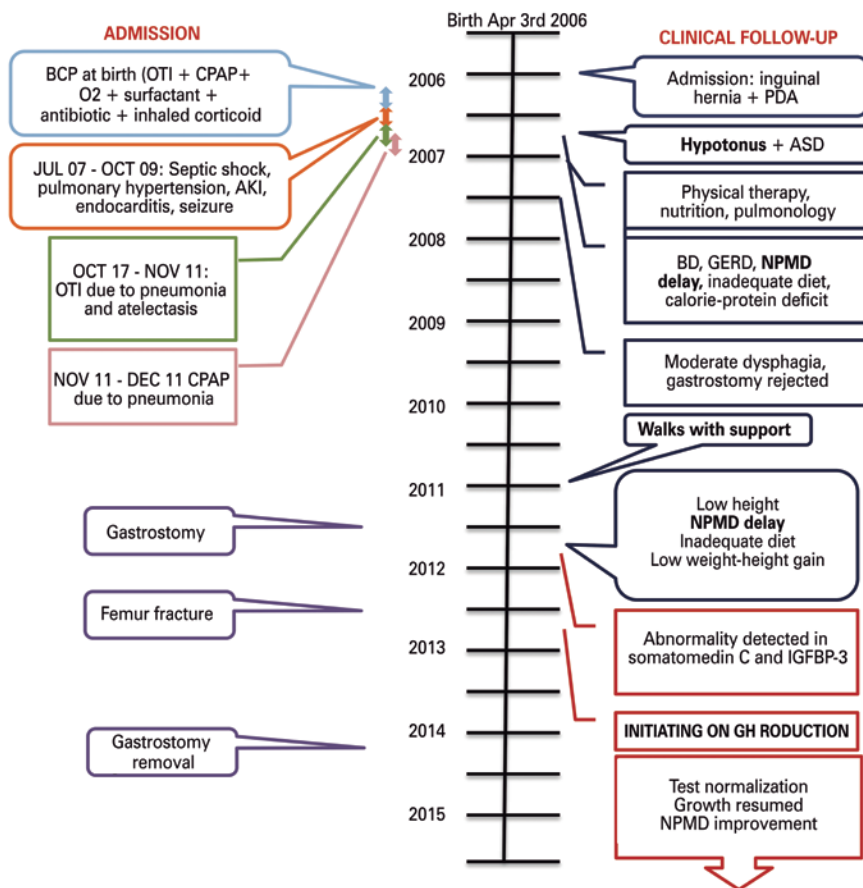 Birth Apr 3rd 2006
ADMISSION
BCP at birth (OTI + CPAP+
O2 + surfactant +
antibiotic + inhaled corticoid
JUL 07 - OCT 09: Septic shock,
pulmonary hypertension, AKI,
endocarditis, seizure
OCT 17 - NOV 11:
OTI due to pneumonia
and atelectasis
NOV 11 - DEC 11 CPAP
due to pneumonia
Gastrostomy
Femur fracture
Gastrostomy
removal
2006
2007
2008
2009
2010
2011
2012
2013
2014
2015
CLINICAL FOLLOW-UP
Admission: inguinal
hernia + PDA
Hypotonus + ASD
Physical therapy,
nutrition, pulmonology
BD, GERD, NPMD
delay, inadequate diet,
calorie-protein deficit
Moderate dysphagia,
gastrostomy rejected
Walks with support
Low height
NPMD delay
Inadequate diet
Low weight-height gain
Abnormality detected in
somatomedin C and IGFBP-3
INITIATING ON GH RODUCTION
Test normalization
Growth resumed
NPMD improvement